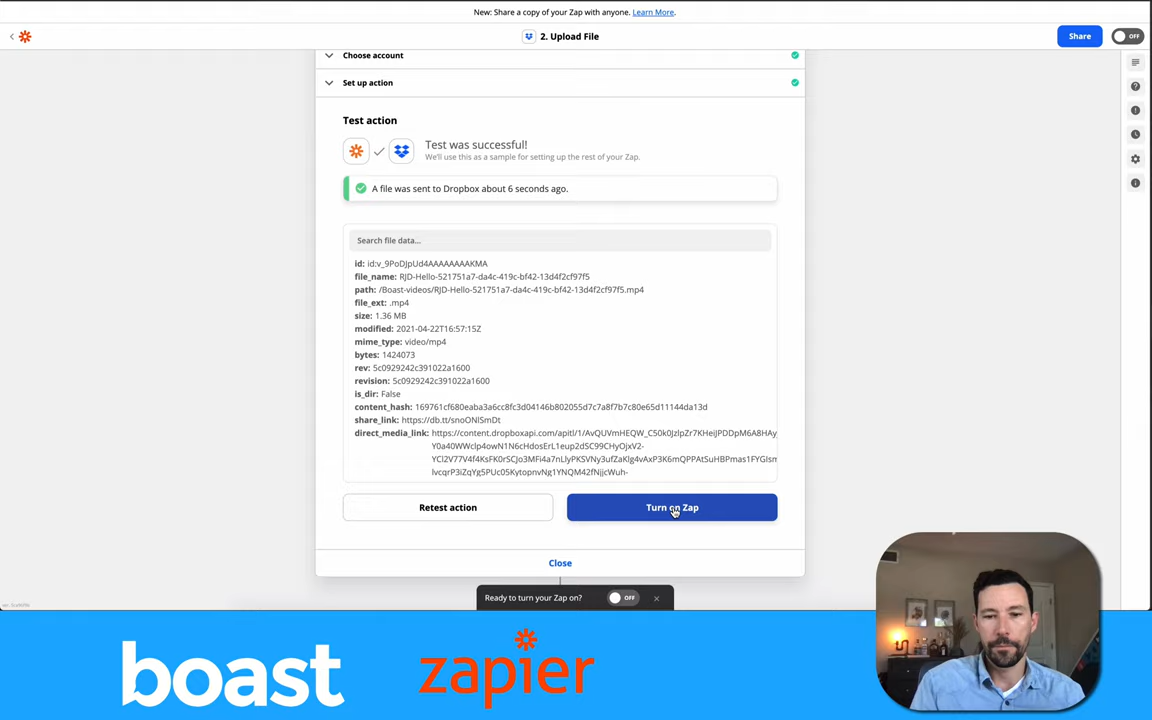 New: Share a copy of your Zap with anyone. Learn More.
2. Upload File
Share
OFF
Choose account
Set up action
Test action
Test was successful!
We'll use this as a sample for setting up the rest of your Zap.
A file was sent to Dropbox about 6 seconds ago.
Search file data...
id: id:v_9PoDJpUd4AAAAAAAAKMA
file_name: RJD-Hello-521751a7-da4c-419c-bf42-13d4f2cf97f5
path: /Boast-videos/RJD-Hello-521751a7-da4c-419c-bf42-13d4f2cf97f5.mp4
file_ext: .mp4
size: 1.36 MB
modified: 2021-04-22T16:57:15Z
mime_type: video/mp4
bytes: 1424073
rev: 5c0929242c391022a1600
revision: 5c0929242c391022a1600
is_dir: False
content_hash: 169761cf680eaba3a6cc8fc3d04146b802055d7c7a8f7b7c80e65d11144da13d
share_link: https://db.tt/snoONlSmDt
direct_media_link:
Retest action
Turn on Zap
Close
Ready to turn your Zap on?
OFF
boast
zapier